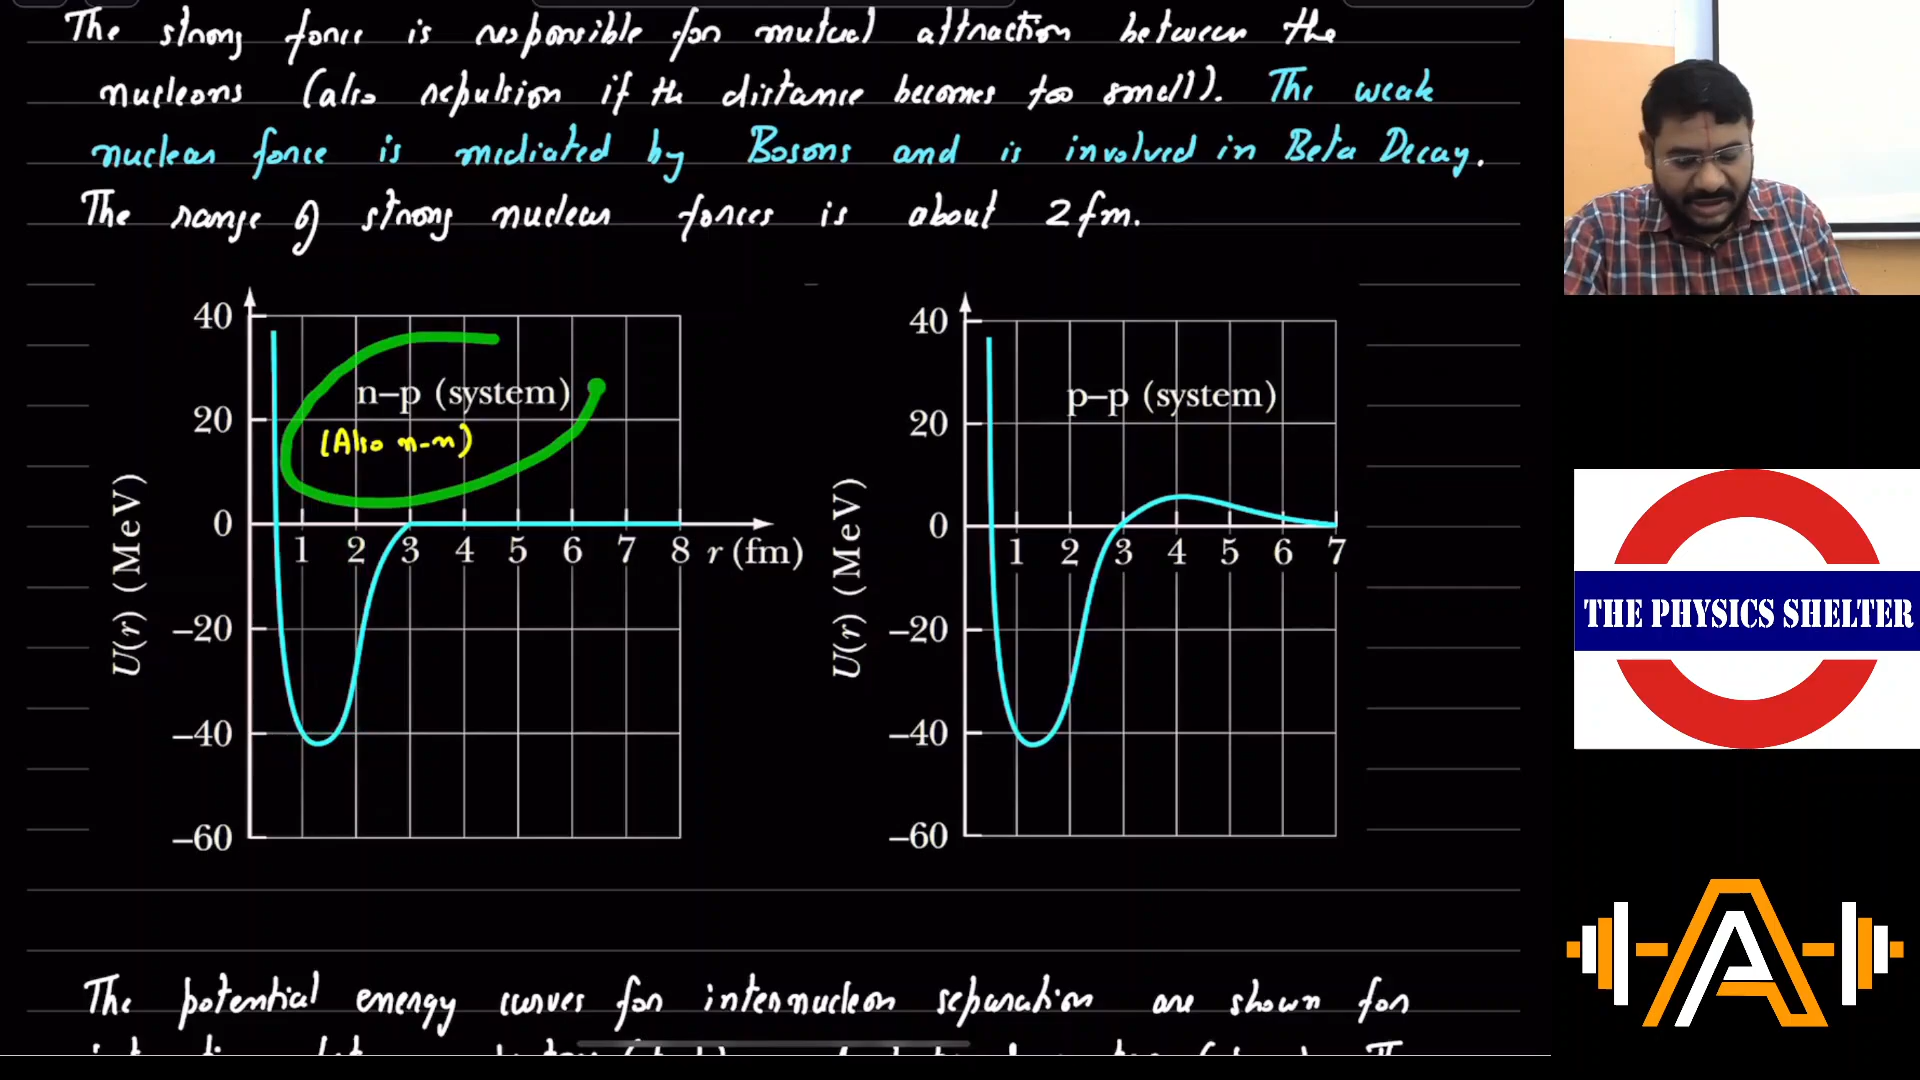 The strong force is responsible for mutual attraction between the
nucleons (also repulsion if the distance becomes too small). The weak
nuclear force is mediated by Bosons and is involved in Beta Decay.
The range of strong nuclear forces is about 2 fm.
40
20
0
−20
−40
−60
U(r) (MeV)
n–p (system)
(Also n-n)
1 2 3 4 5 6 7 8 r (fm)
40
20
0
−20
−40
−60
U(r) (MeV)
p–p (system)
1 2 3 4 5 6 7
The potential energy curves for internucleon separation are shown for
THE PHYSICS SHELTER
A